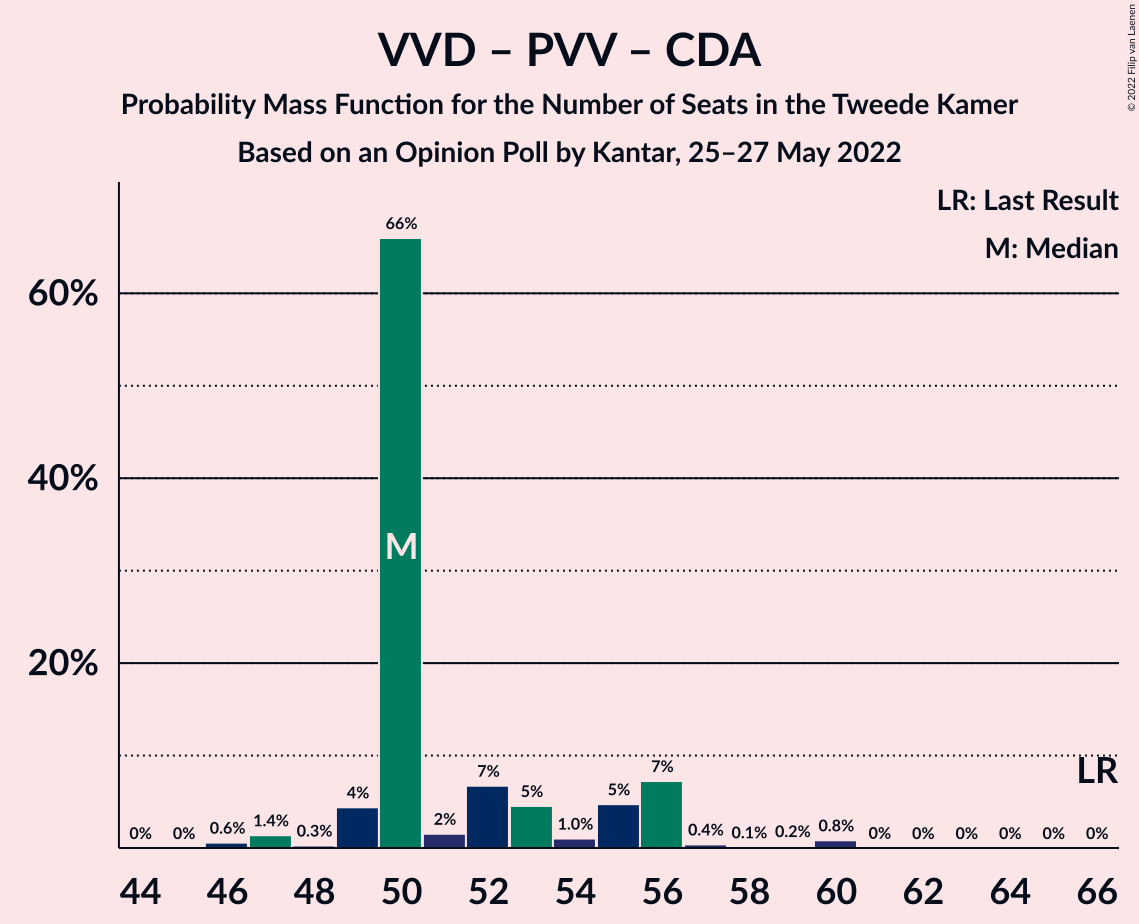 VVD – PVV – CDA
Probability Mass Function for the Number of Seats in the Tweede Kamer
Based on an Opinion Poll by Kantar, 25–27 May 2022
© 2022 Filip van Laenen
LR: Last Result
M: Median
60%
40%
20%
0% 0% 0.6% 1.4% 0.3% 4% 66% 2% 7% 5% 1.0% 5% 7% 0.4% 0.1% 0.2% 0.8% 0% 0% 0% 0% 0% 0%
M
LR
44 46 48 50 52 54 56 58 60 62 64 66